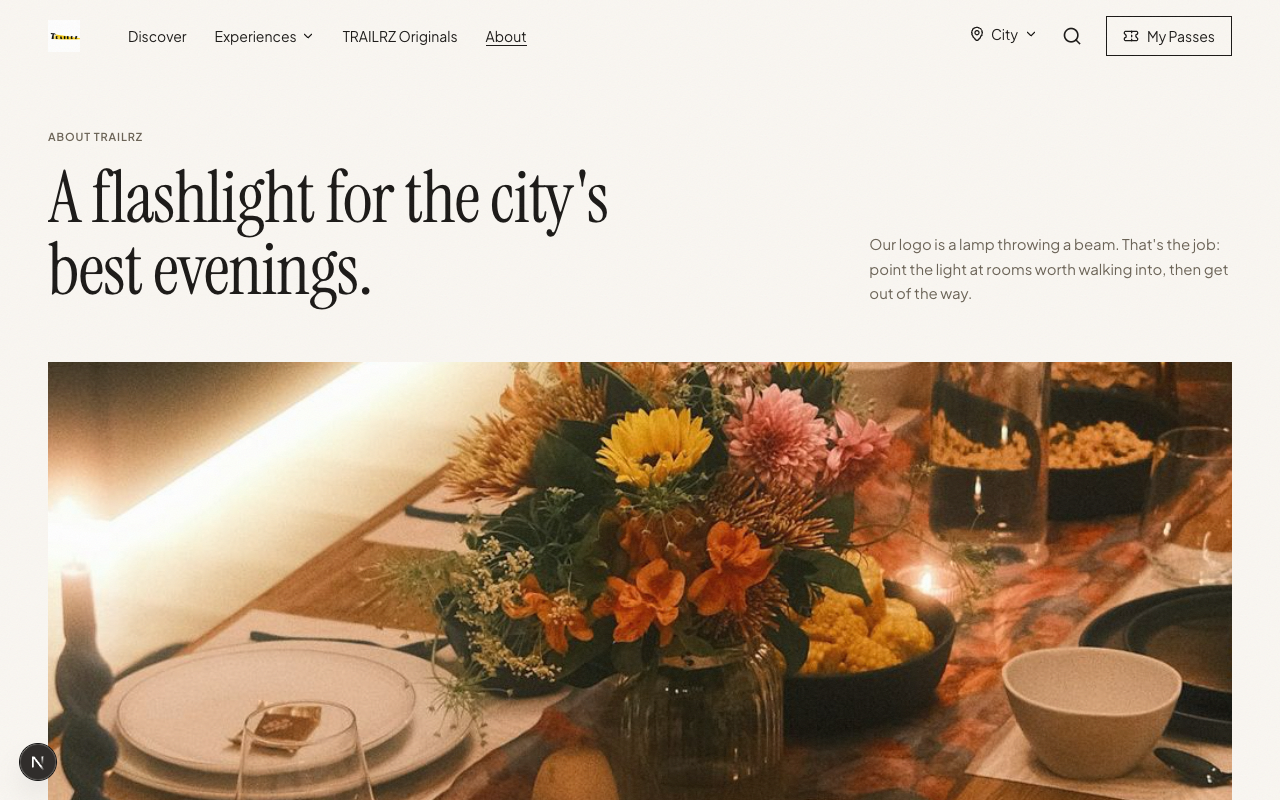 Trailrz
Discover
Experiences
TRAILRZ Originals
About
City
My Passes
ABOUT TRAILRZ
A flashlight for the city's
best evenings.
Our logo is a lamp throwing a beam. That's the job:
point the light at rooms worth walking into, then get
out of the way.
N